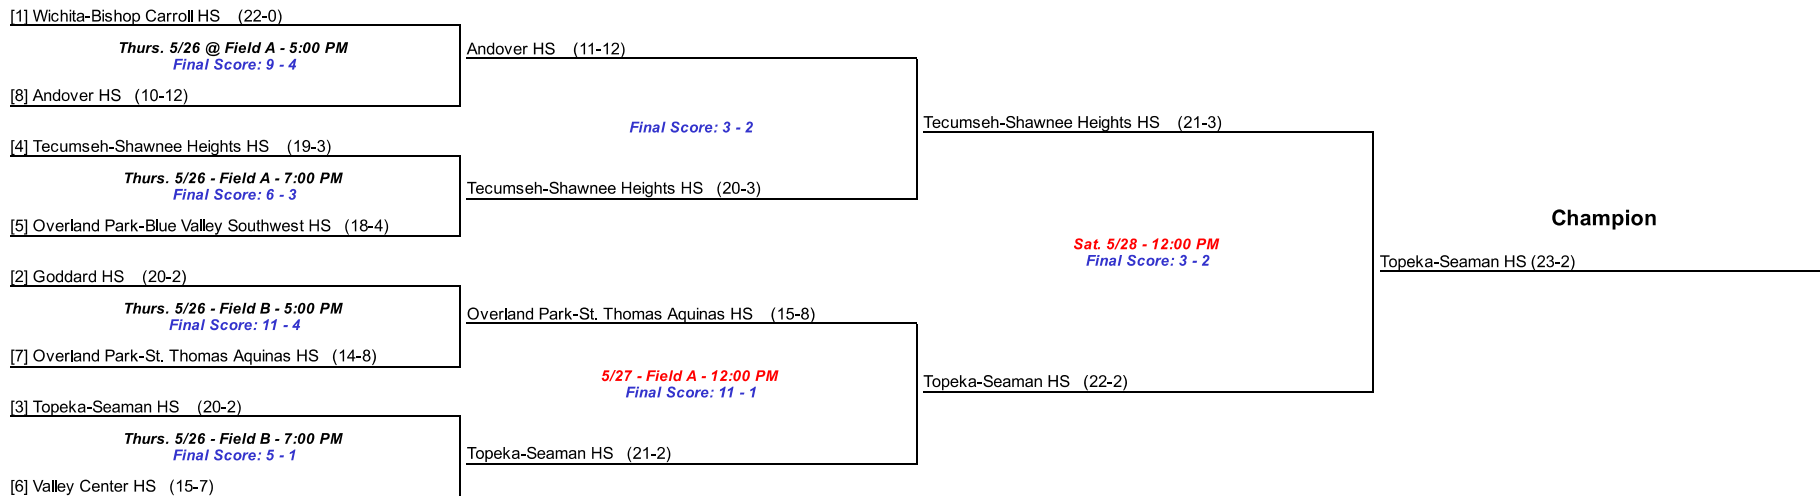 [1] Wichita-Bishop Carroll HS (22-0)
Thurs. 5/26 @ Field A - 5:00 PM
Final Score: 9 - 4
[8] Andover HS (10-12)
[4] Tecumseh-Shawnee Heights HS (19-3)
Thurs. 5/26 - Field A - 7:00 PM
Final Score: 6 - 3
[5] Overland Park-Blue Valley Southwest HS (18-4)
[2] Goddard HS (20-2)
Thurs. 5/26 - Field B - 5:00 PM
Final Score: 11 - 4
[7] Overland Park-St. Thomas Aquinas HS (14-8)
[3] Topeka-Seaman HS (20-2)
Thurs. 5/26 - Field B - 7:00 PM
Final Score: 5 - 1
[6] Valley Center HS (15-7)
Andover HS (11-12)
Final Score: 3 - 2
Tecumseh-Shawnee Heights HS (20-3)
Overland Park-St. Thomas Aquinas HS (15-8)
5/27 - Field A - 12:00 PM
Final Score: 11 - 1
Topeka-Seaman HS (21-2)
Tecumseh-Shawnee Heights HS (21-3)
Sat. 5/28 - 12:00 PM
Final Score: 3 - 2
Topeka-Seaman HS (22-2)
Champion
Topeka-Seaman HS (23-2)